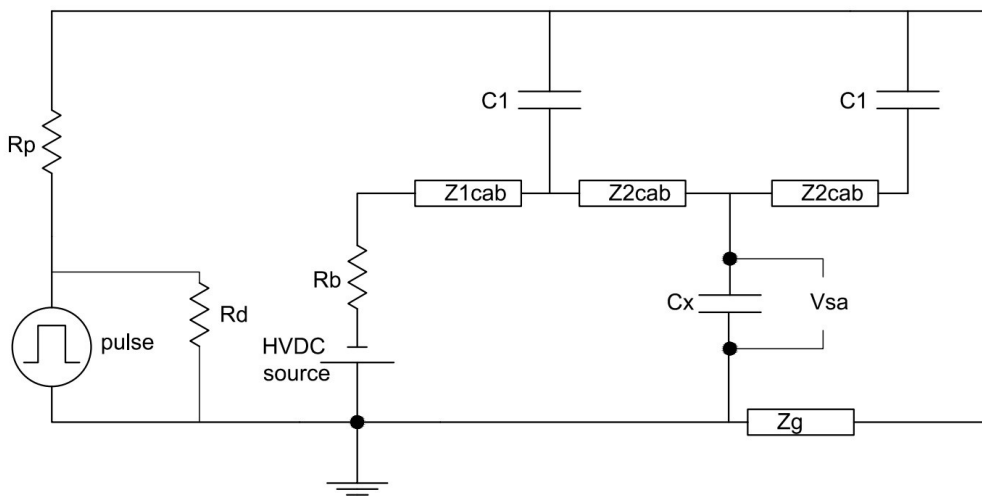 C1
C1
Rp
Z1cab
Z2cab
Z2cab
Rb
Rd
Cx
Vsa
pulse
HVDC
source
Zg